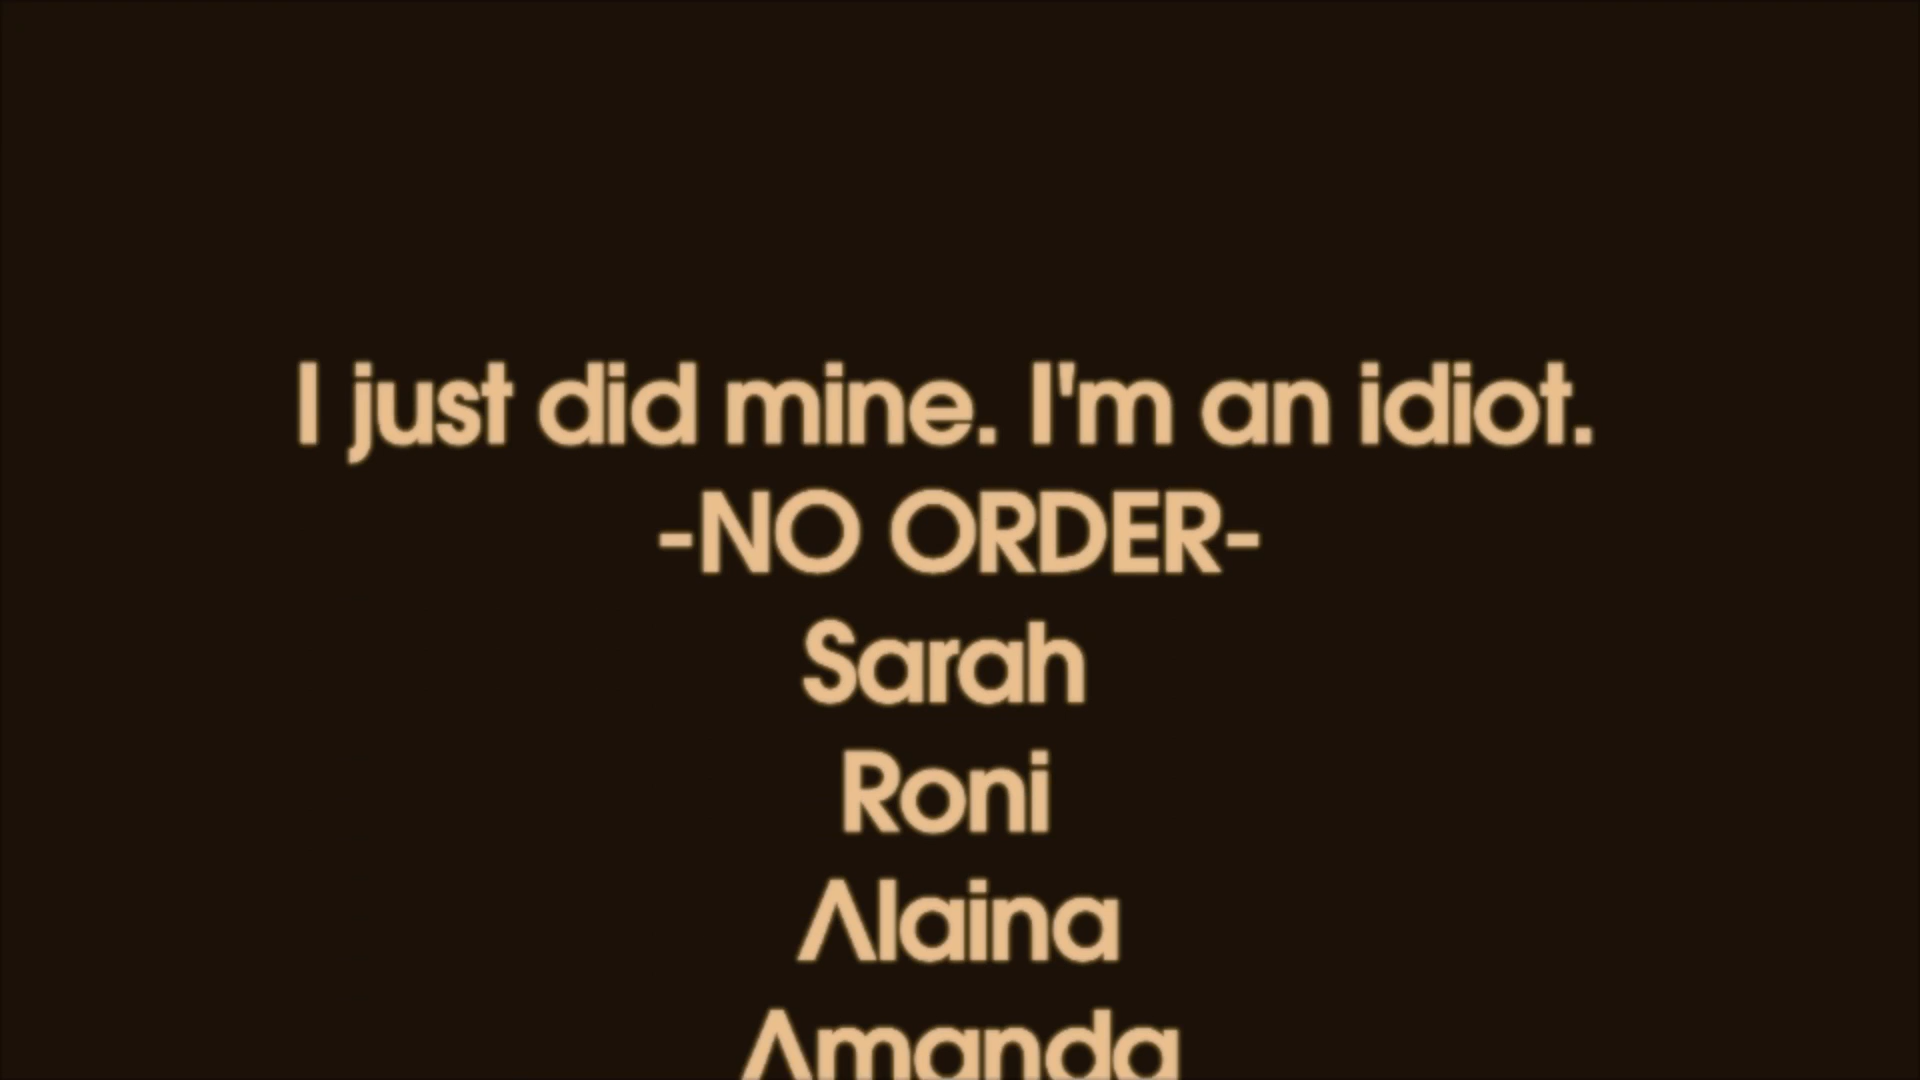 I just did mine. I'm an idiot.
-NO ORDER-
Sarah
Roni
Alaina
Amanda